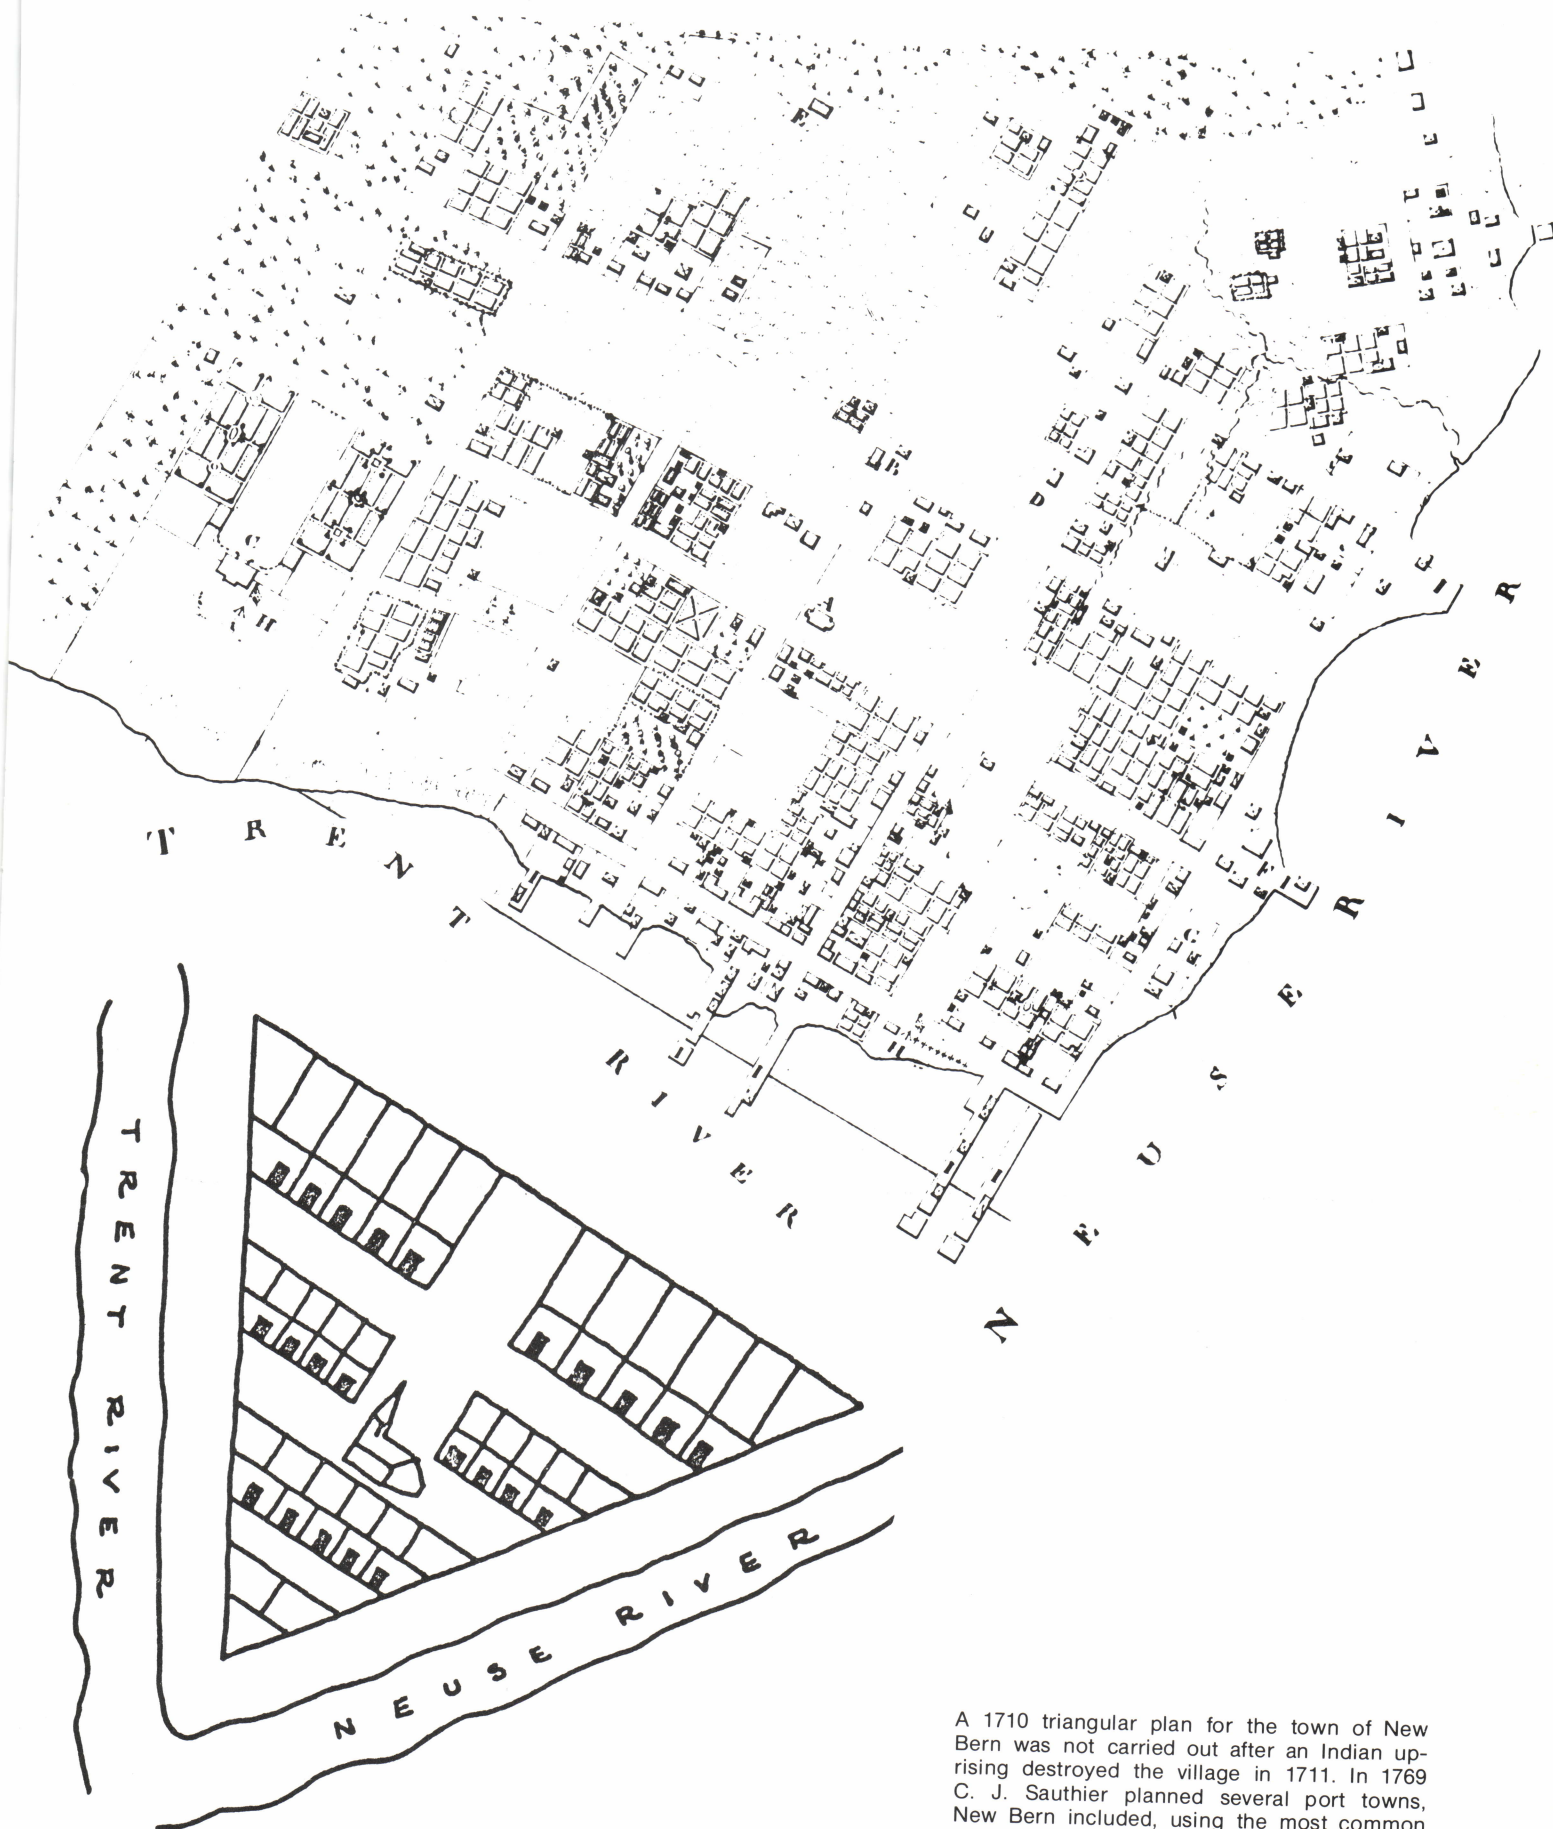 E
B
D
C
H
A
I
G
H
TRENT
RIVER
NEUSE RIVER
TRENT RIVER
NEUSE RIVER
A 1710 triangular plan for the town of New
Bern was not carried out after an Indian up-
rising destroyed the village in 1711. In 1769
C. J. Sauthier planned several port towns,
New Bern included, using the most common